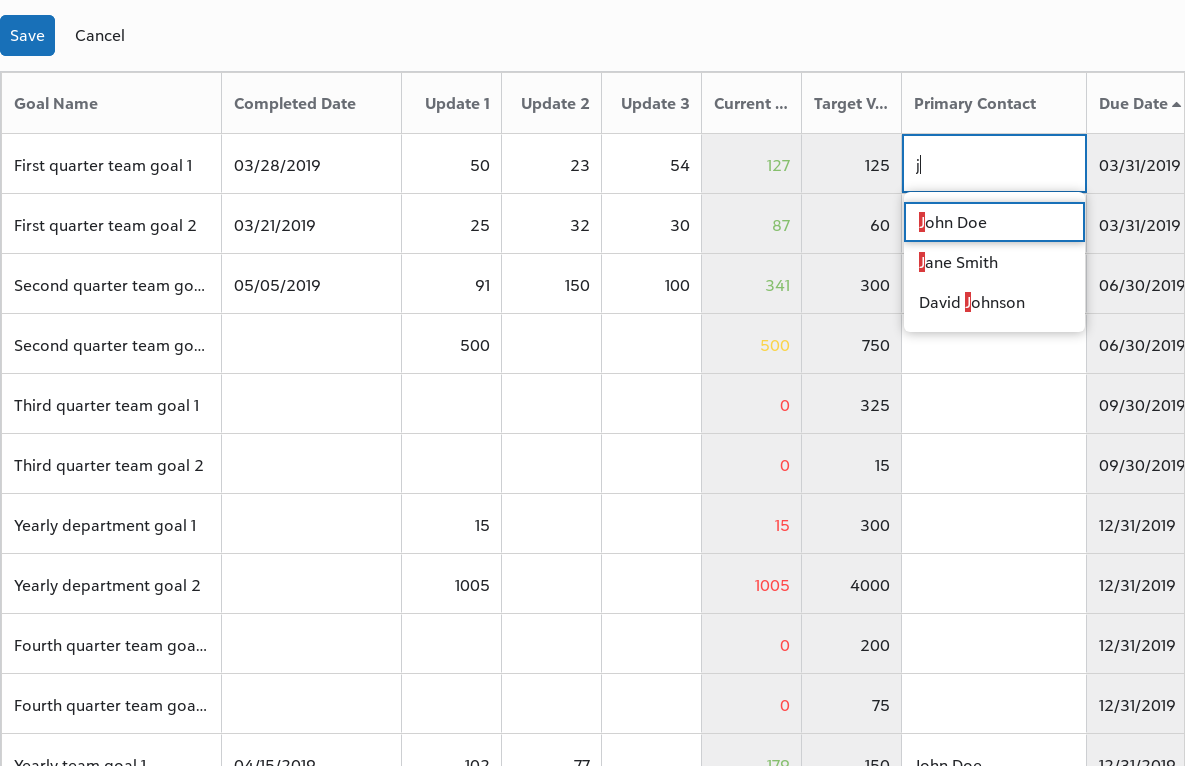 Save Cancel
Goal Name Completed Date Update 1 Update 2 Update 3 Current ... Target V... Primary Contact Due Date
First quarter team goal 1 03/28/2019 50 23 54 127 125 j 03/31/2019
First quarter team goal 2 03/21/2019 25 32 30 87 60 John Doe 03/31/2019
Jane Smith
Second quarter team go... 05/05/2019 91 150 100 341 300 David Johnson 06/30/2019
Second quarter team go... 500 500 750 06/30/2019
Third quarter team goal 1 0 325 09/30/2019
Third quarter team goal 2 0 15 09/30/2019
Yearly department goal 1 15 15 300 12/31/2019
Yearly department goal 2 1005 1005 4000 12/31/2019
Fourth quarter team goa... 0 200 12/31/2019
Fourth quarter team goa... 0 75 12/31/2019
Yearly team goal 1 04/15/2019 102 77 179 150 John Doe 12/31/2019